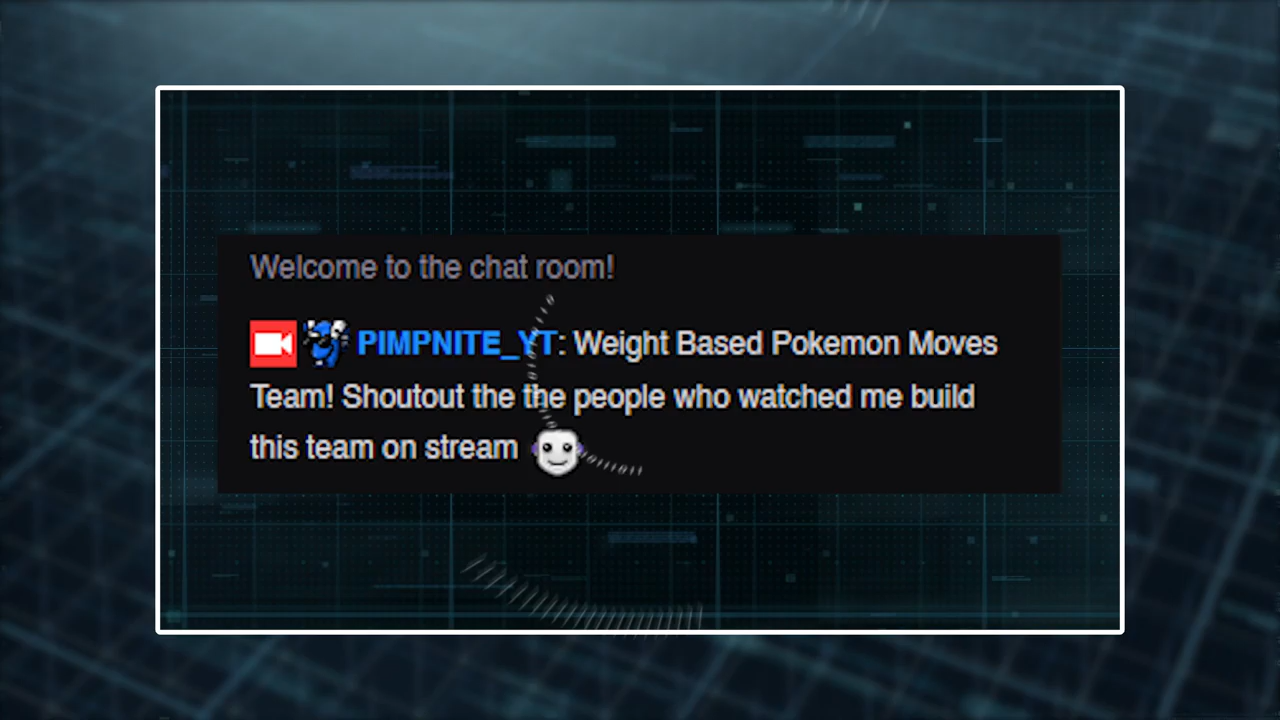 Welcome to the chat room!
PIMPNITE_YT: Weight Based Pokemon Moves
Team! Shoutout the the people who watched me build
this team on stream